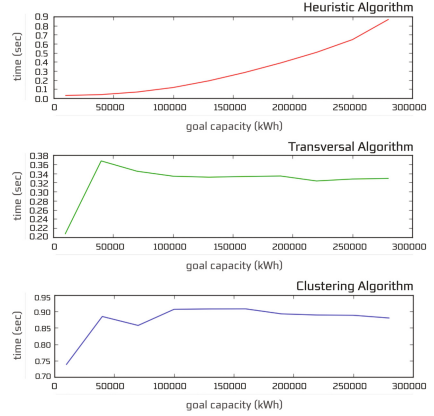 Heuristic Algorithm
time (sec)
0.9
0.8
0.7
0.6
0.5
0.4
0.3
0.2
0.1
0.0
0 50000 100000 150000 200000 250000 300000
goal capacity (kWh)
Transversal Algorithm
time (sec)
0.38
0.36
0.34
0.32
0.30
0.28
0.26
0.24
0.22
0.20
0 50000 100000 150000 200000 250000 300000
goal capacity (kWh)
Clustering Algorithm
time (sec)
0.95
0.90
0.85
0.80
0.75
0.70
0 50000 100000 150000 200000 250000 300000
goal capacity (kWh)